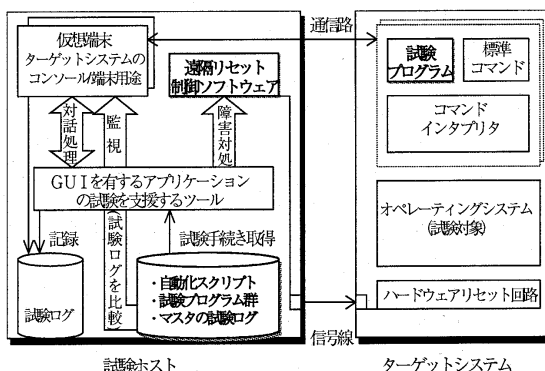 仮想端末
ターゲットシステムの
コンソール/端末用途
対話処理
監視
遠隔リセット
制御ソフトウェア
障害対処
GUIを有するアプリケーション
の試験を支援するツール
記録
(試験ログを比較)
試験手続き取得
試験ログ
・自動化スクリプト
・試験プログラム群
・マスタの試験ログ
試験ホスト
通信路
信号線
試験
プログラム
標準
コマンド
コマンド
インタプリタ
オペレーティングシステム
(試験対象)
ハードウェアリセット回路
ターゲットシステム